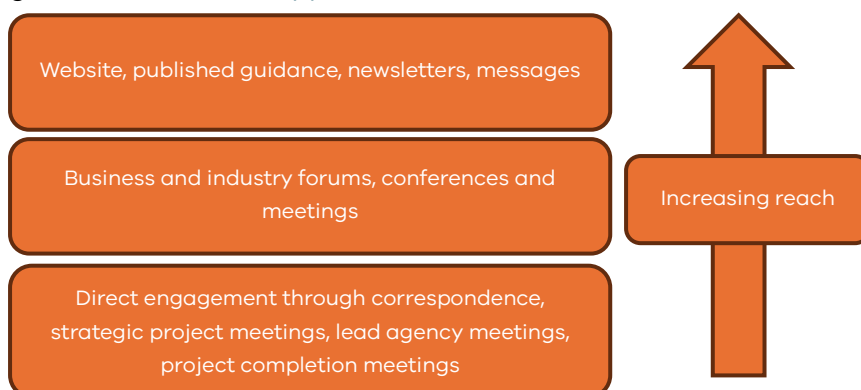 Website, published guidance, newsletters, messages
Business and industry forums, conferences and
meetings
Increasing reach
Direct engagement through correspondence,
strategic project meetings, lead agency meetings,
project completion meetings